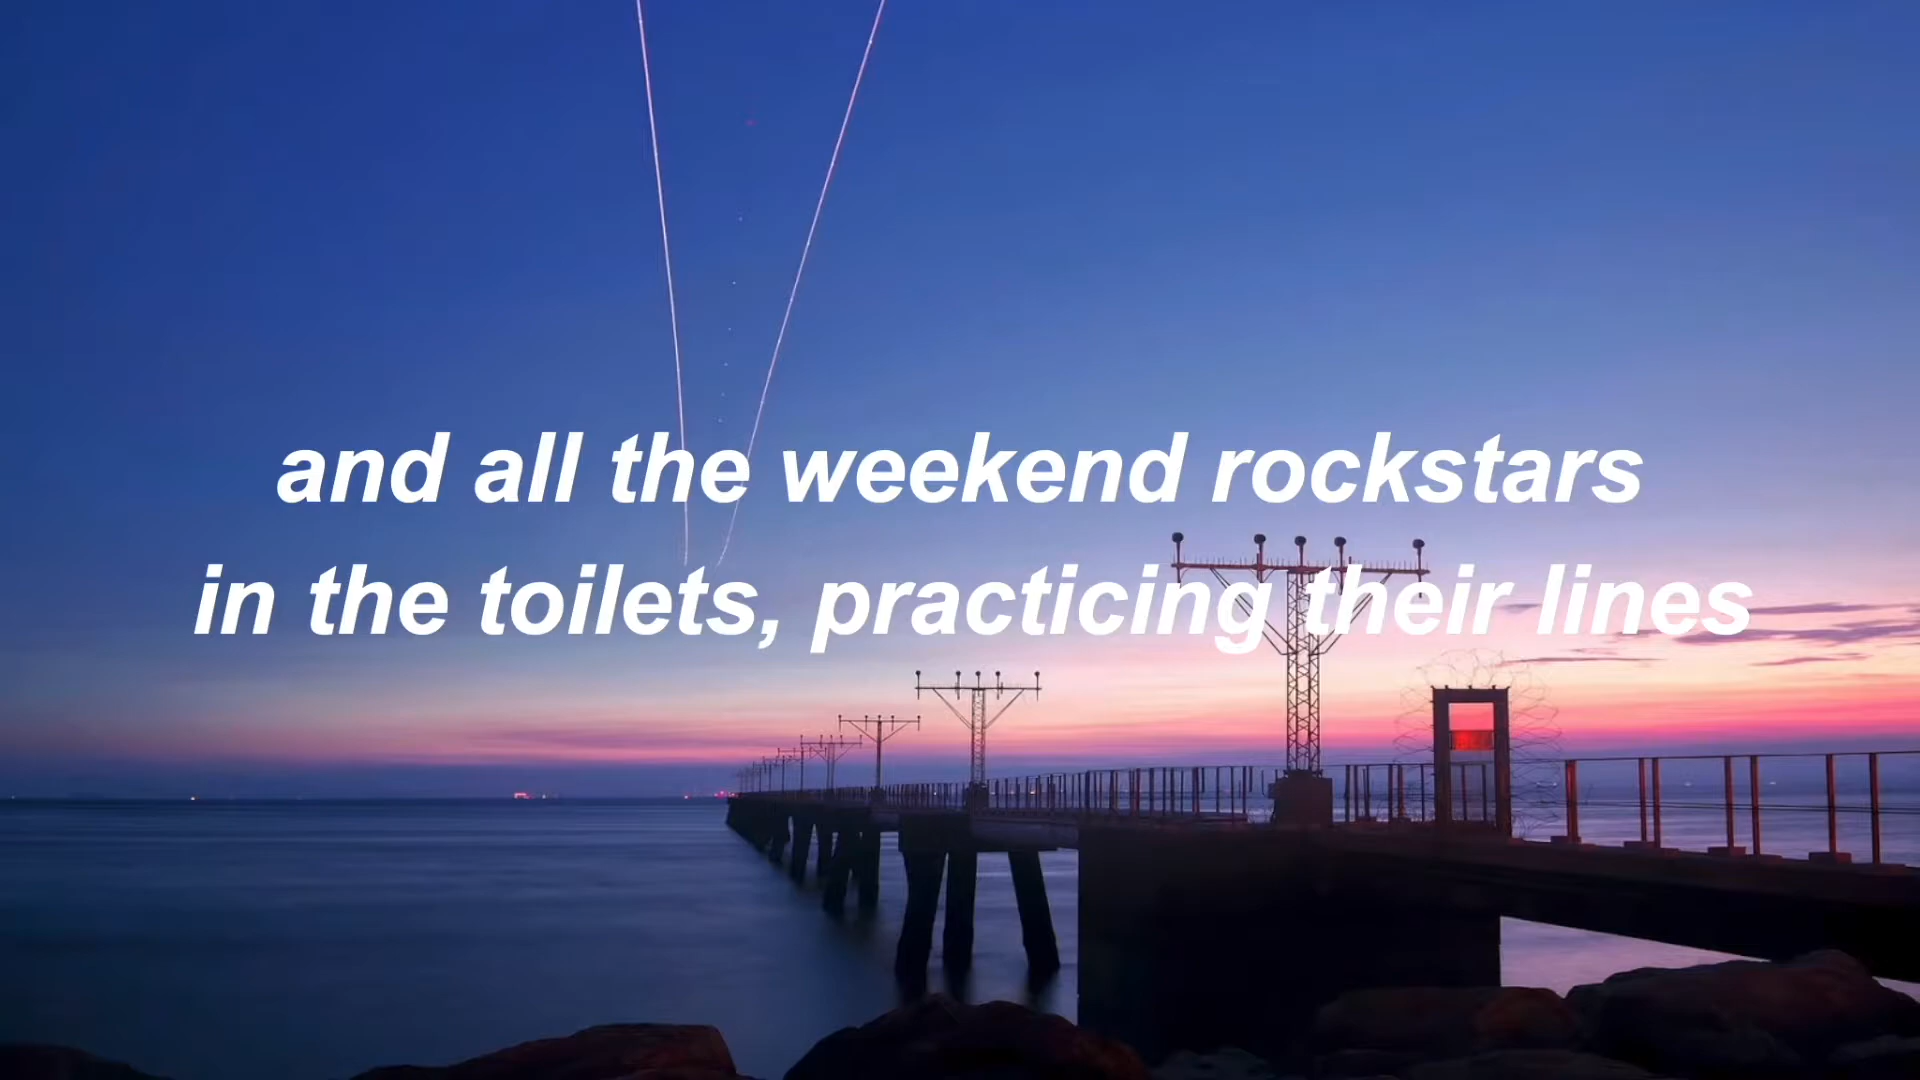 and all the weekend rockstars
in the toilets, practicing their lines